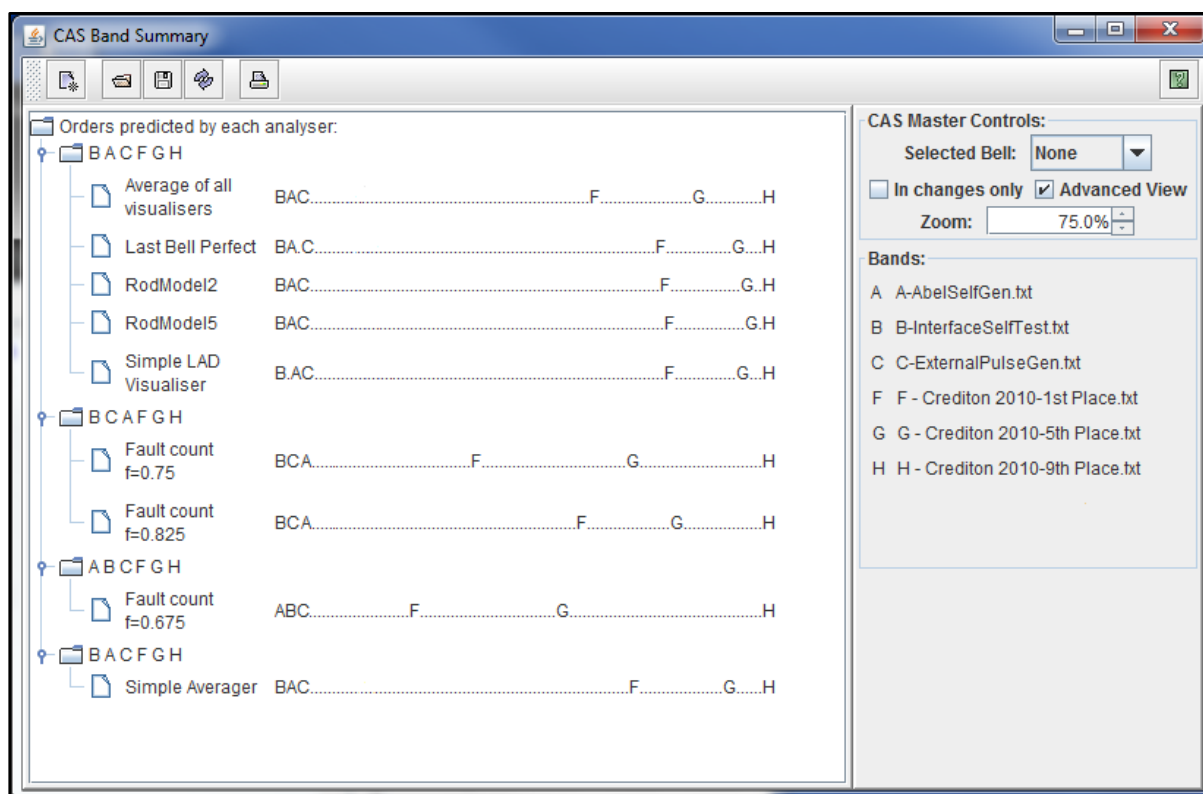 CAS Band Summary
Orders predicted by each analyser:
B A C F G H
Average of all
visualisers
BAC.......................................................................F.......................G..............H
Last Bell Perfect BA.C......................................................................................F................G....H
RodModel2 BAC.......................................................................................F..................G..H
RodModel5 BAC.........................................................................................F..................G.H
Simple LAD
Visualiser
B.AC.........................................................................................F...............G...H
B C A F G H
Fault count
f=0.75
BCA........................................F....................................G..................................H
Fault count
f=0.825
BCA...................................................................F.....................G....................H
A B C F G H
Fault count
f=0.675
ABC.........................F..................................G....................................................H
B A C F G H
Simple Averager BAC................................................................................F.....................G......H
CAS Master Controls:
Selected Bell: None
In changes only Advanced View
Zoom: 75.0%
Bands:
A A-AbelSelfGen.txt
B B-InterfaceSelfTest.txt
C C-ExternalPulseGen.txt
F F - Crediton 2010-1st Place.txt
G G - Crediton 2010-5th Place.txt
H H - Crediton 2010-9th Place.txt